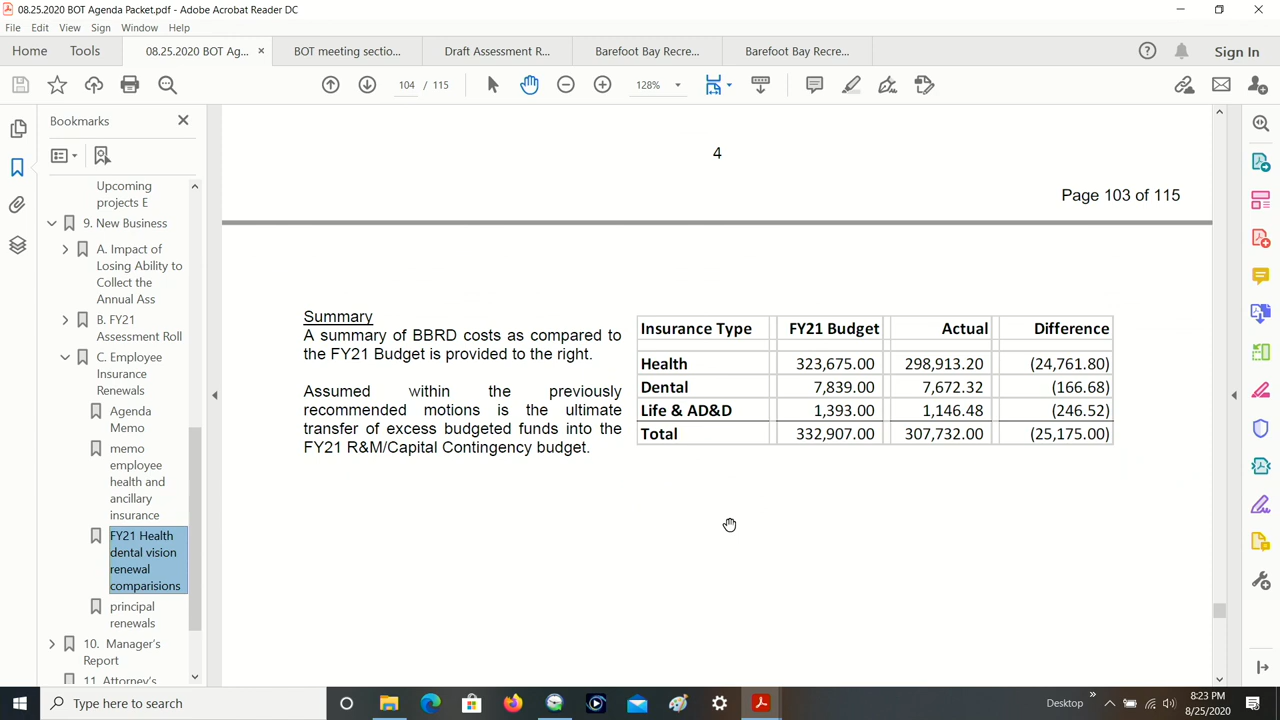 08.25.2020 BOT Agenda Packet.pdf - Adobe Acrobat Reader DC
File Edit View Sign Window Help
Home Tools 08.25.2020 BOT Ag... × BOT meeting sectio... Draft Assessment R... Barefoot Bay Recre... Barefoot Bay Recre... Sign In
104 / 115 128%
Bookmarks
Upcoming
projects E
9. New Business
A. Impact of
Losing Ability to
Collect the
Annual Ass
B. FY21
Assessment Roll
C. Employee
Insurance
Renewals
Agenda
Memo
memo
employee
health and
ancillary
insurance
FY21 Health
dental vision
renewal
comparisions
principal
renewals
10. Manager's
Report
11. Attorney's
4
Page 103 of 115
Summary
A summary of BBRD costs as compared to
the FY21 Budget is provided to the right.
Assumed within the previously
recommended motions is the ultimate
transfer of excess budgeted funds into the
FY21 R&M/Capital Contingency budget.
Insurance Type FY21 Budget Actual Difference
Health 323,675.00 298,913.20 (24,761.80)
Dental 7,839.00 7,672.32 (166.68)
Life & AD&D 1,393.00 1,146.48 (246.52)
Total 332,907.00 307,732.00 (25,175.00)
Type here to search
Desktop
8:23 PM
8/25/2020